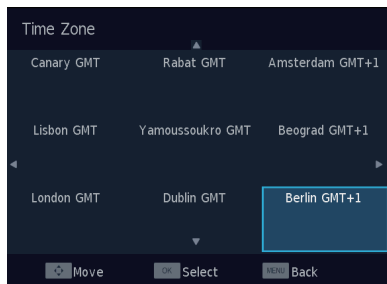 Time Zone
Canary GMT Rabat GMT Amsterdam GMT+1
Lisbon GMT Yamoussoukro GMT Beograd GMT+1
London GMT Dublin GMT Berlin GMT+1
Move OK Select MENU Back